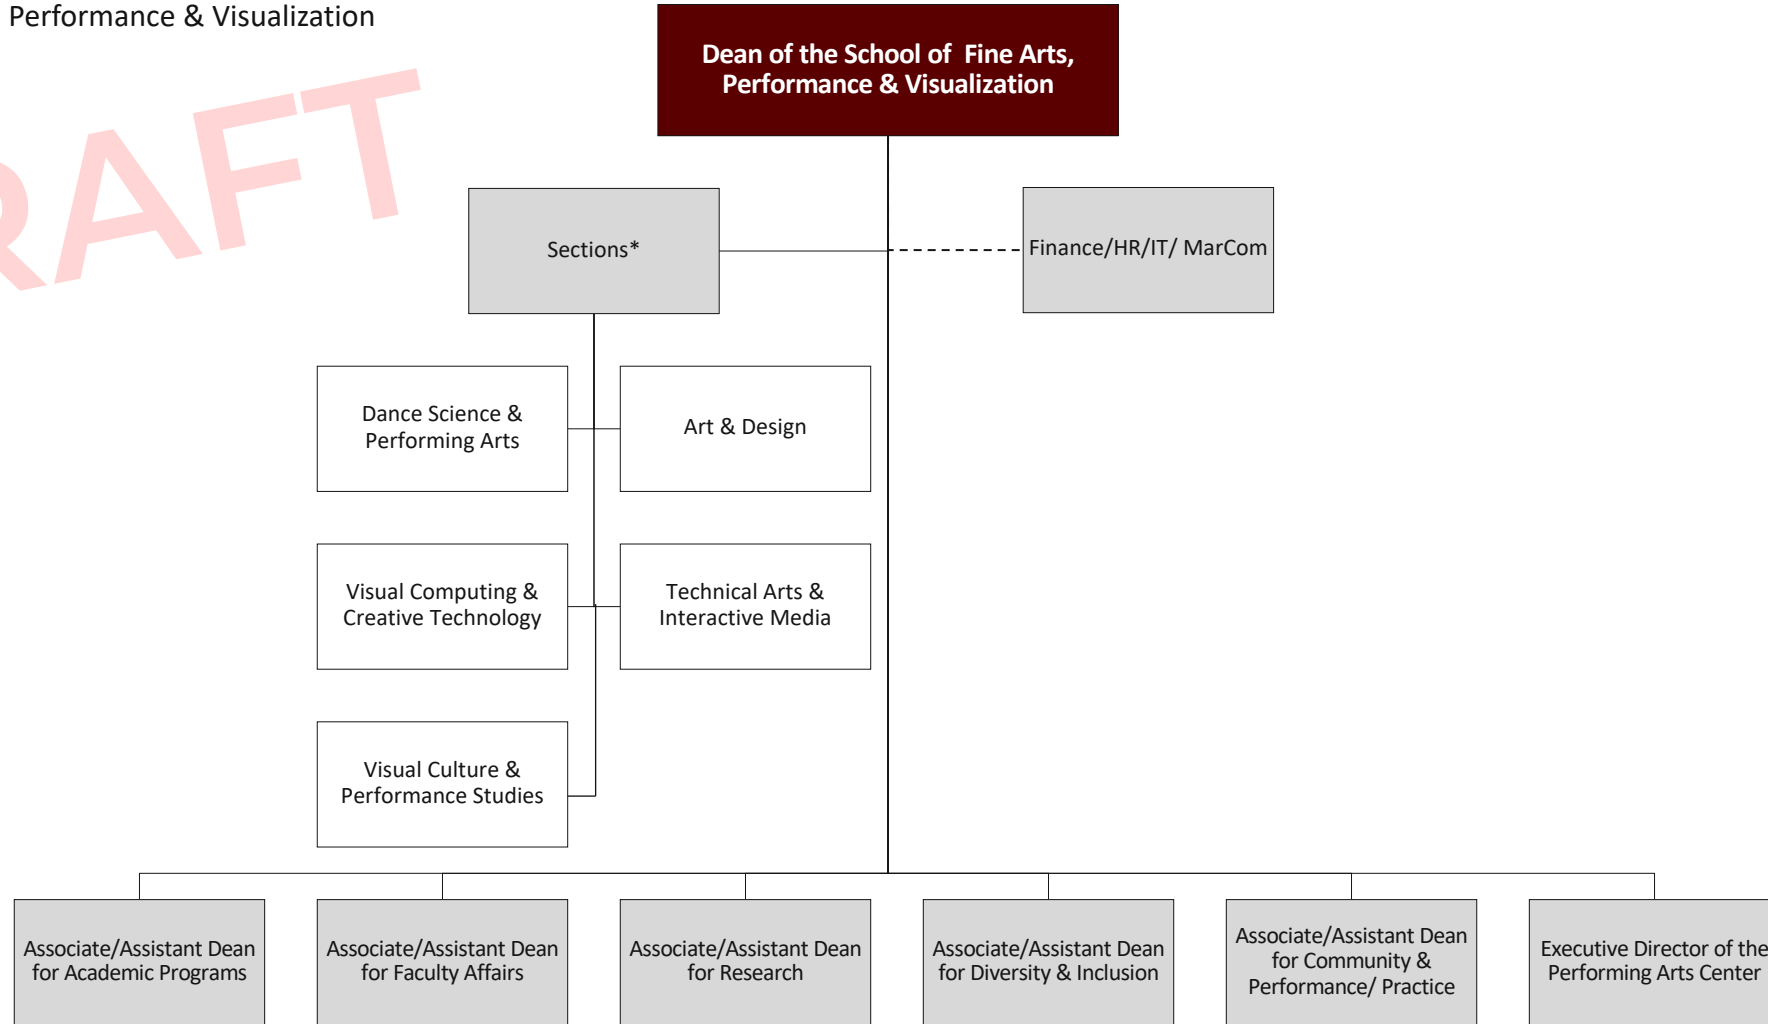 Performance & Visualization
Dean of the School of Fine Arts,
Performance & Visualization
RAFT
Sections*
Finance/HR/IT/ MarCom
Dance Science &
Performing Arts
Art & Design
Visual Computing &
Creative Technology
Technical Arts &
Interactive Media
Visual Culture &
Performance Studies
Associate/Assistant Dean
for Academic Programs
Associate/Assistant Dean
for Faculty Affairs
Associate/Assistant Dean
for Research
Associate/Assistant Dean
for Diversity & Inclusion
Associate/Assistant Dean
for Community &
Performance/ Practice
Executive Director of the
Performing Arts Center